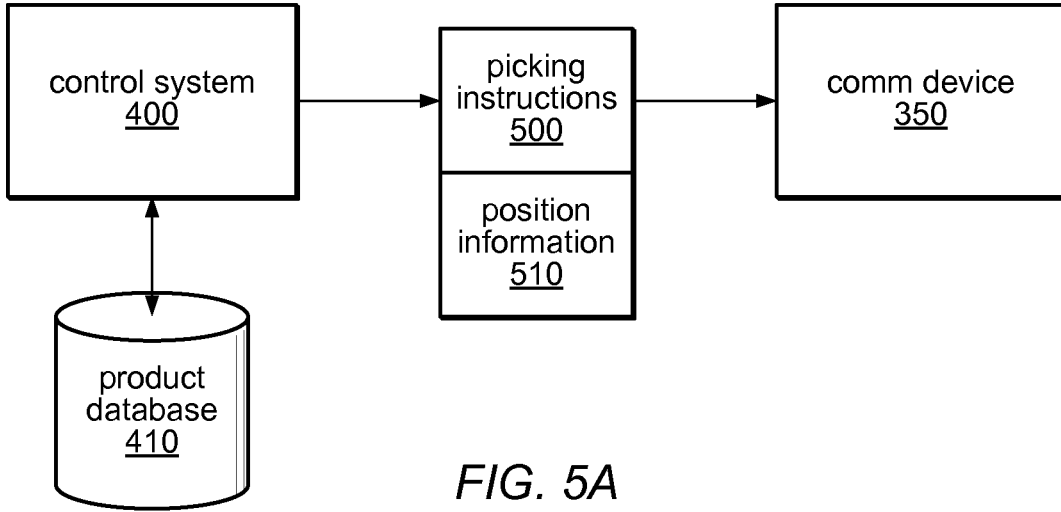 control system
400
picking
instructions
500
comm device
350
position
information
510
product
database
410
FIG. 5A